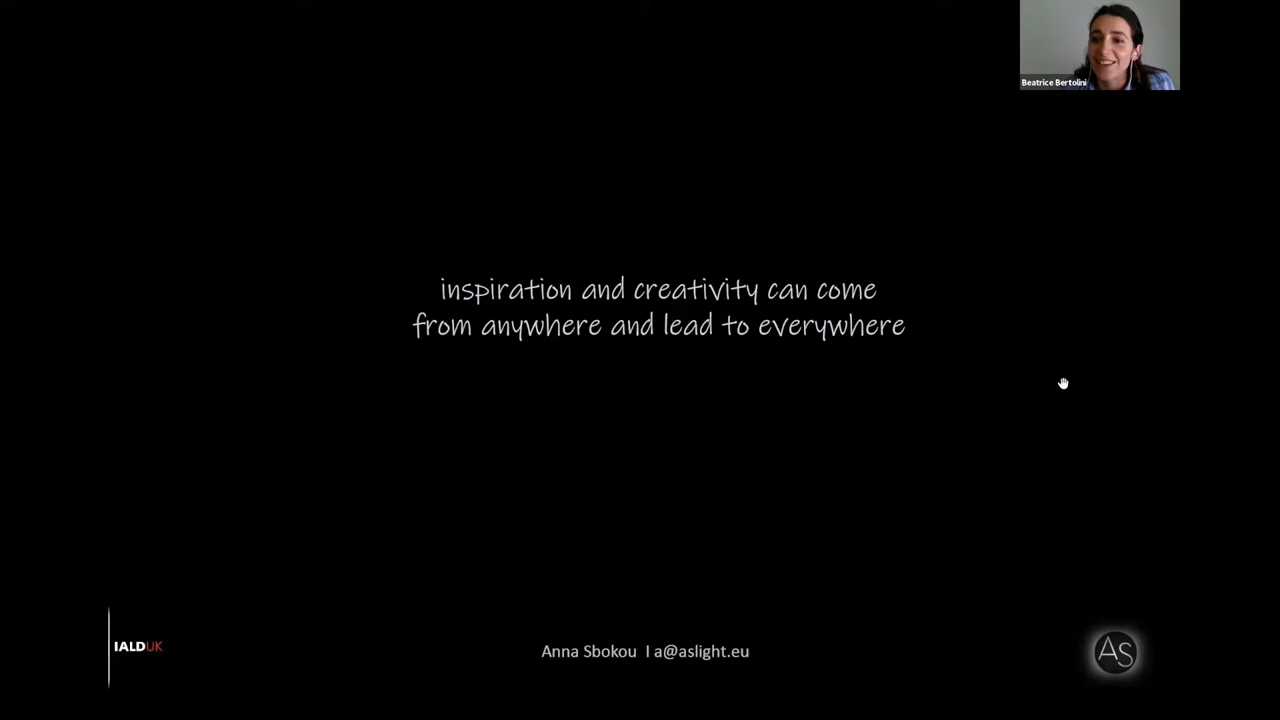 Beatrice Bertolini
inspiration and creativity can come
from anywhere and lead to everywhere
IALDUK
Anna Sbokou I a@aslight.eu
AS